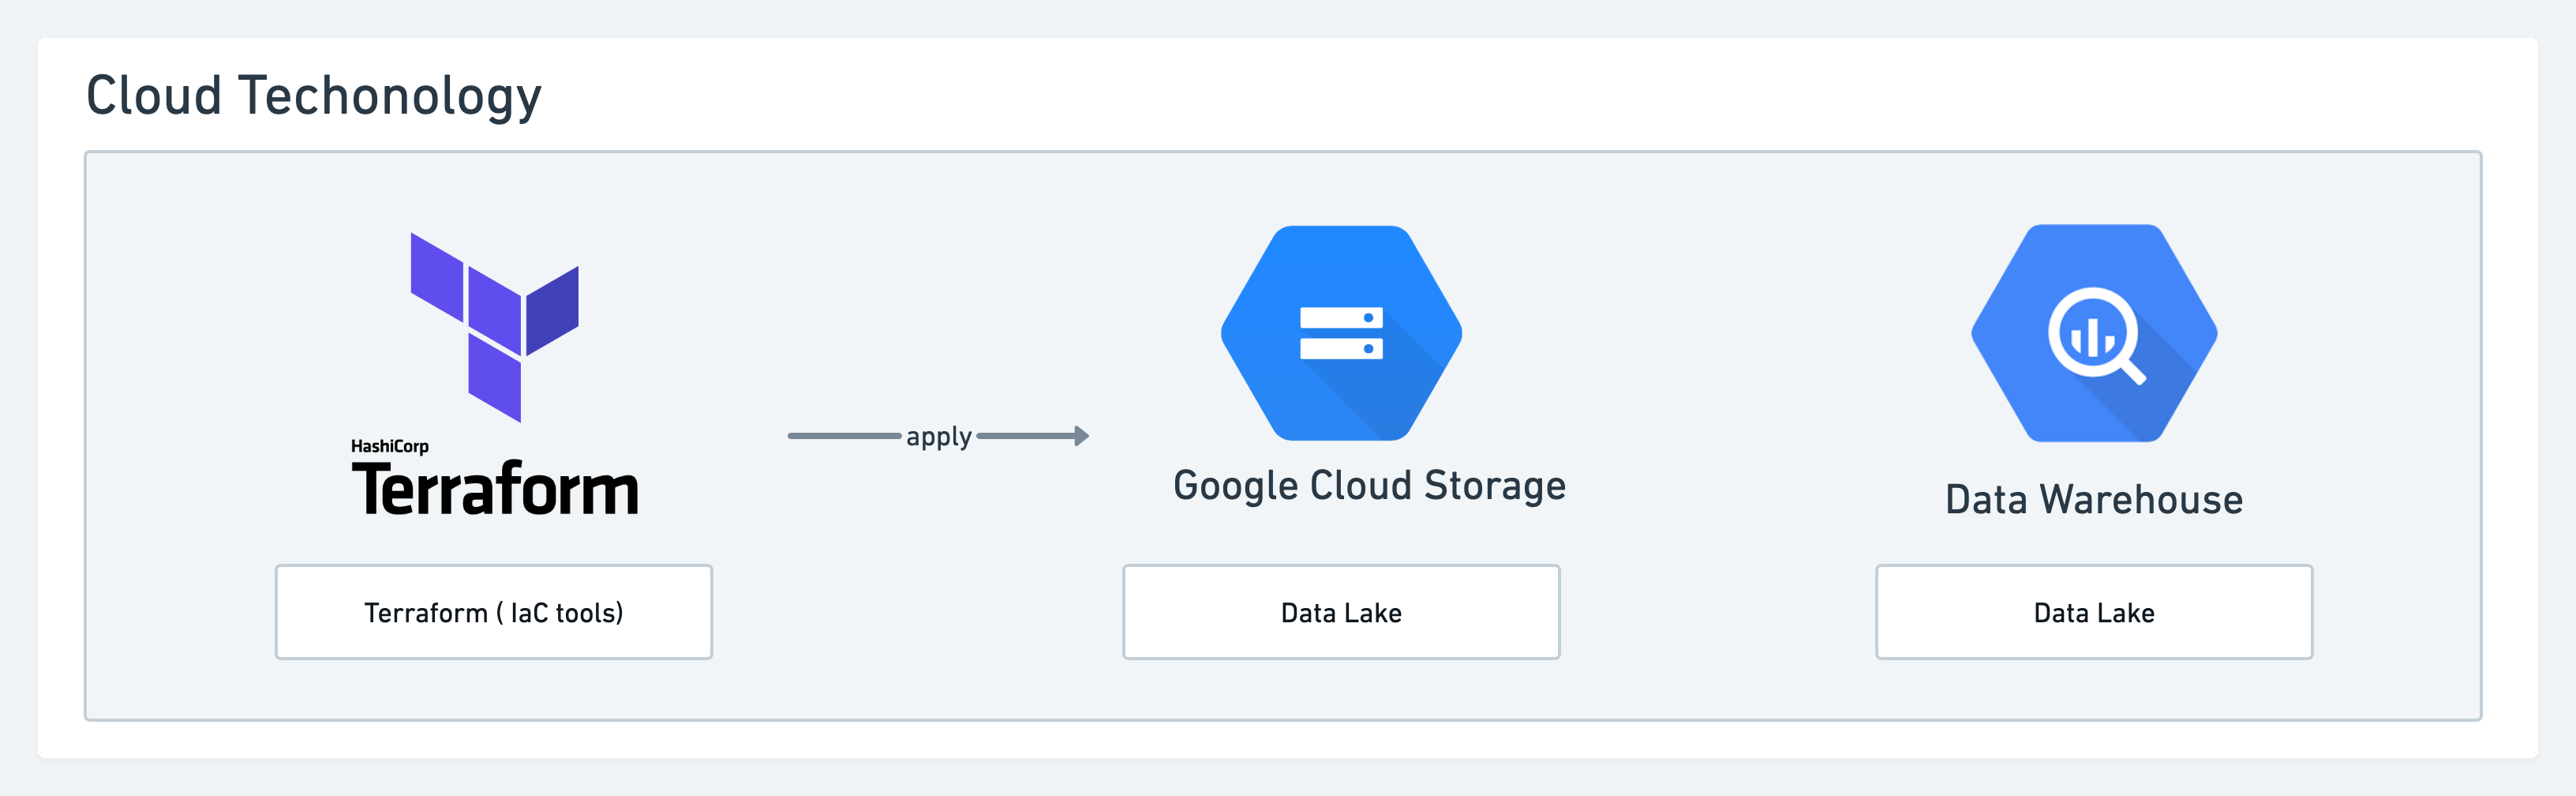 Cloud Techonology
HashiCorp
Terraform
apply
Google Cloud Storage
Data Warehouse
Terraform ( IaC tools)
Data Lake
Data Lake